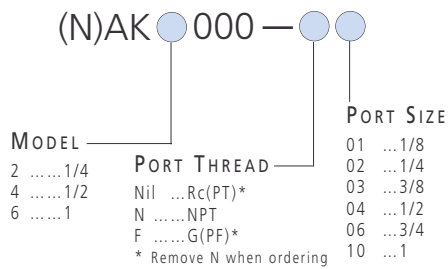 (N)AK 000 —
MODEL
2 ......1/4
4 ......1/2
6 ......1
PORT THREAD
Nil ...Rc(PT)*
N ......NPT
F ......G(PF)*
* Remove N when ordering
PORT SIZE
01 ...1/8
02 ...1/4
03 ...3/8
04 ...1/2
06 ...3/4
10 ...1